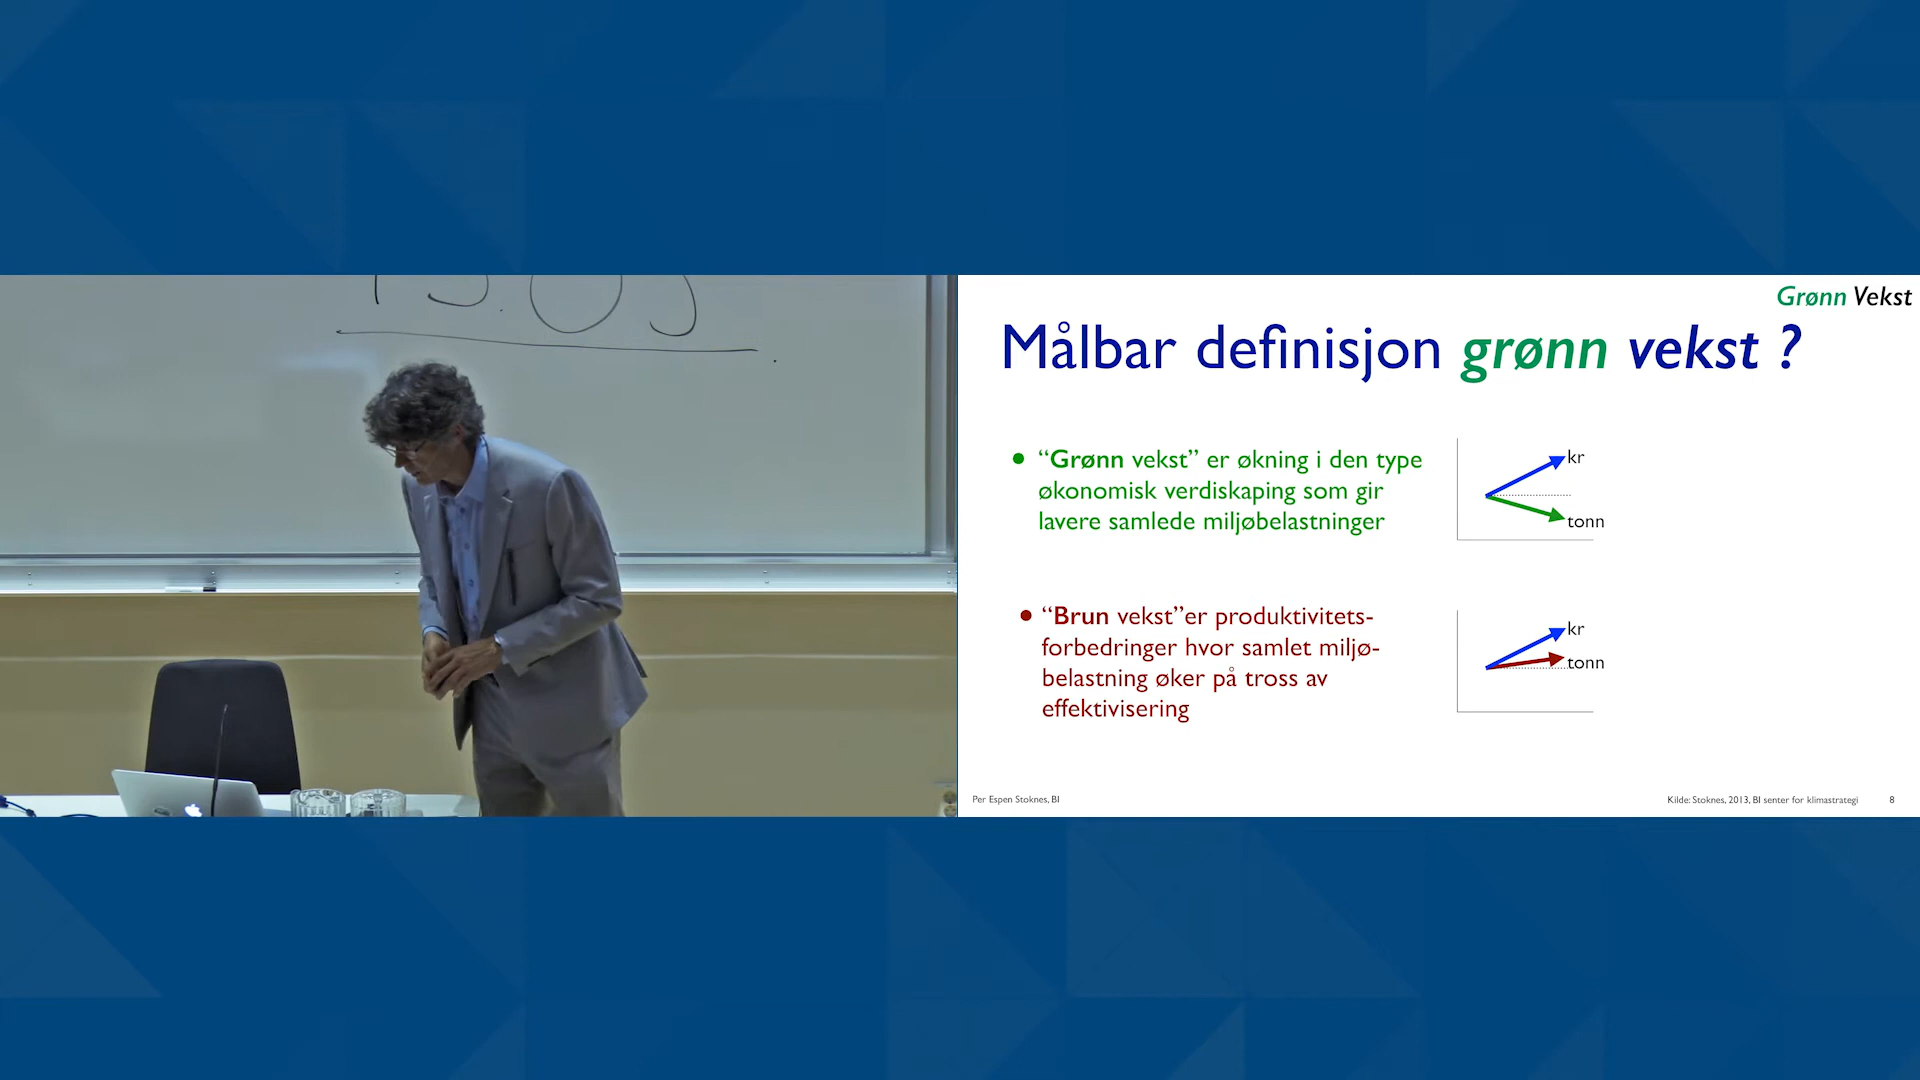 Grønn Vekst
Målbar definisjon grønn vekst ?
• “Grønn vekst” er økning i den type
økonomisk verdiskaping som gir
lavere samlede miljøbelastninger
kr
tonn
• “Brun vekst”er produktivitets-
forbedringer hvor samlet miljø-
belastning øker på tross av
effektivisering
kr
tonn
Per Espen Stoknes, BI
Kilde: Stoknes, 2013, BI senter for klimastrategi
8